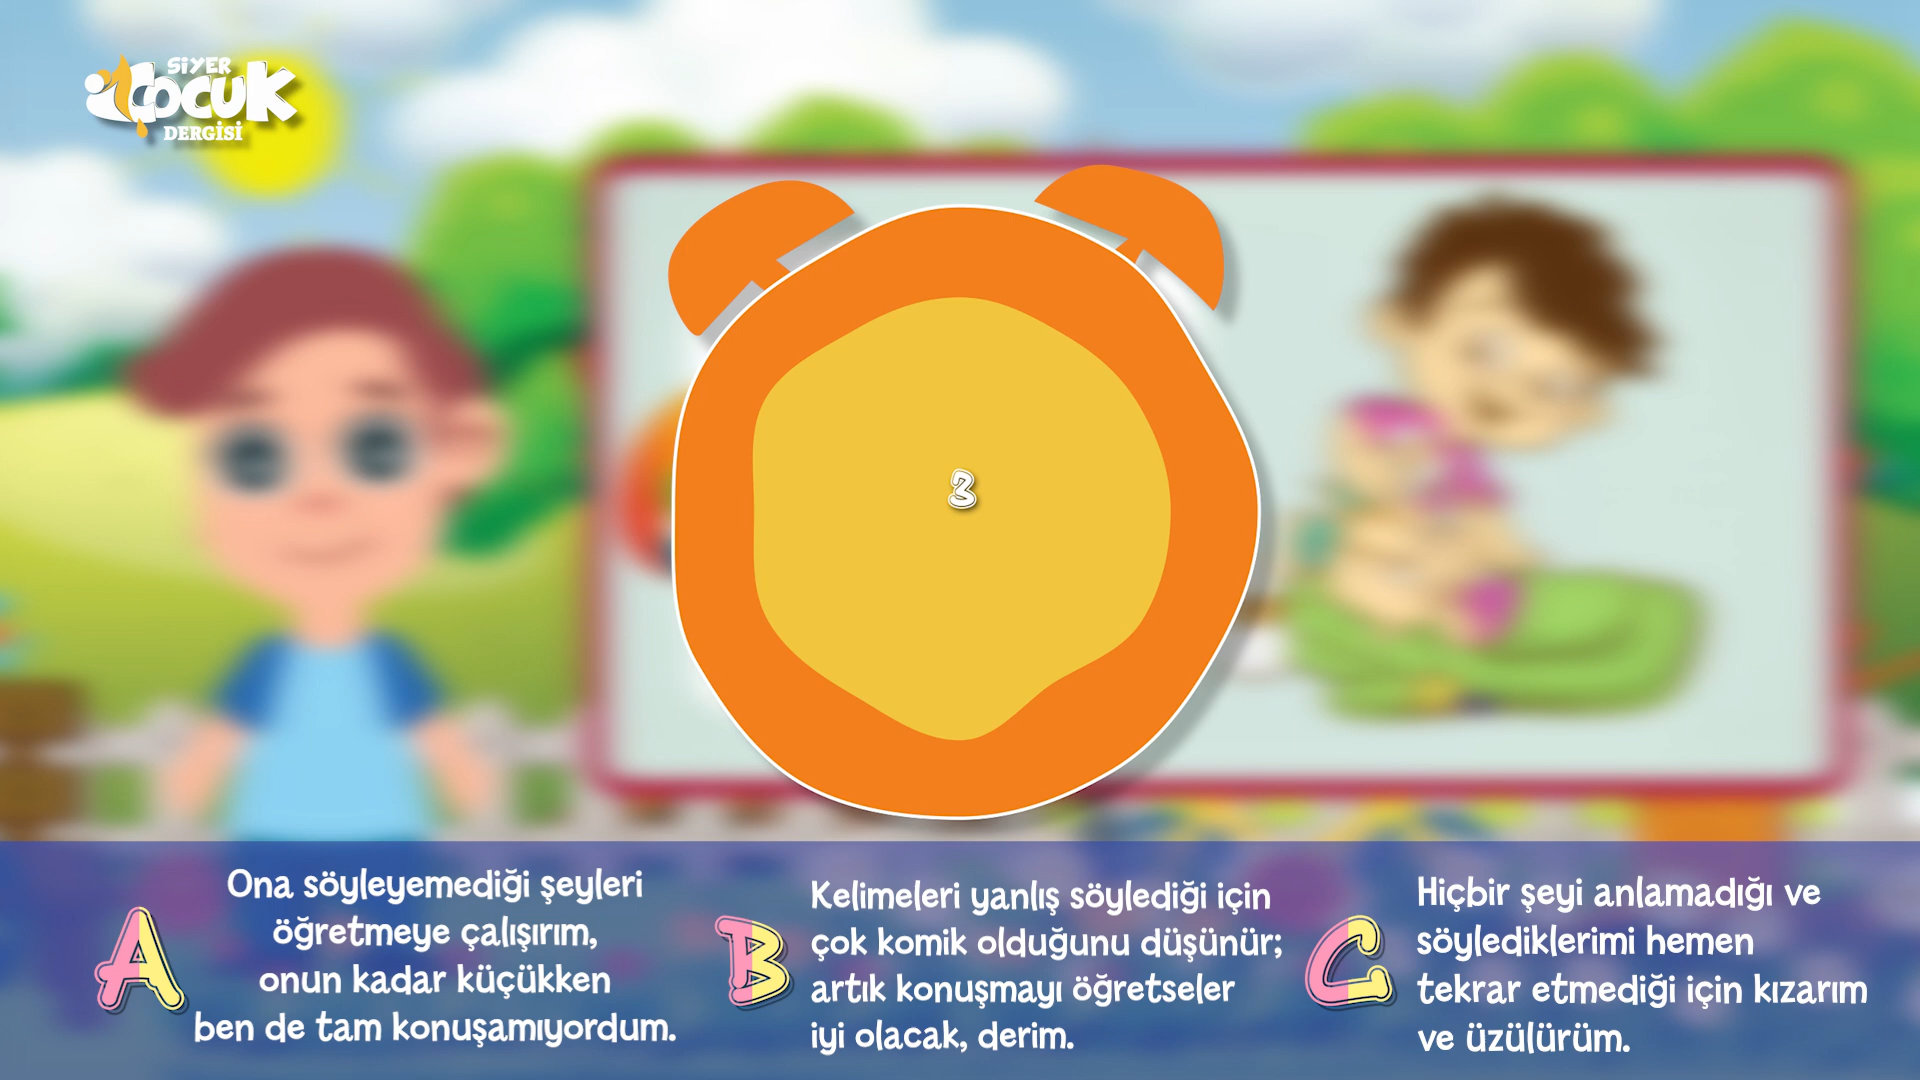 SiYER
ÇOCUK
DERGİSİ
3
A
Ona söyleyemediği şeyleri
öğretmeye çalışırım,
onun kadar küçükken
ben de tam konuşamıyordum.
B
Kelimeleri yanlış söylediği için
çok komik olduğunu düşünür;
artık konuşmayı öğretseler
iyi olacak, derim.
C
Hiçbir şeyi anlamadığı ve
söylediklerimi hemen
tekrar etmediği için kızarım
ve üzülürüm.